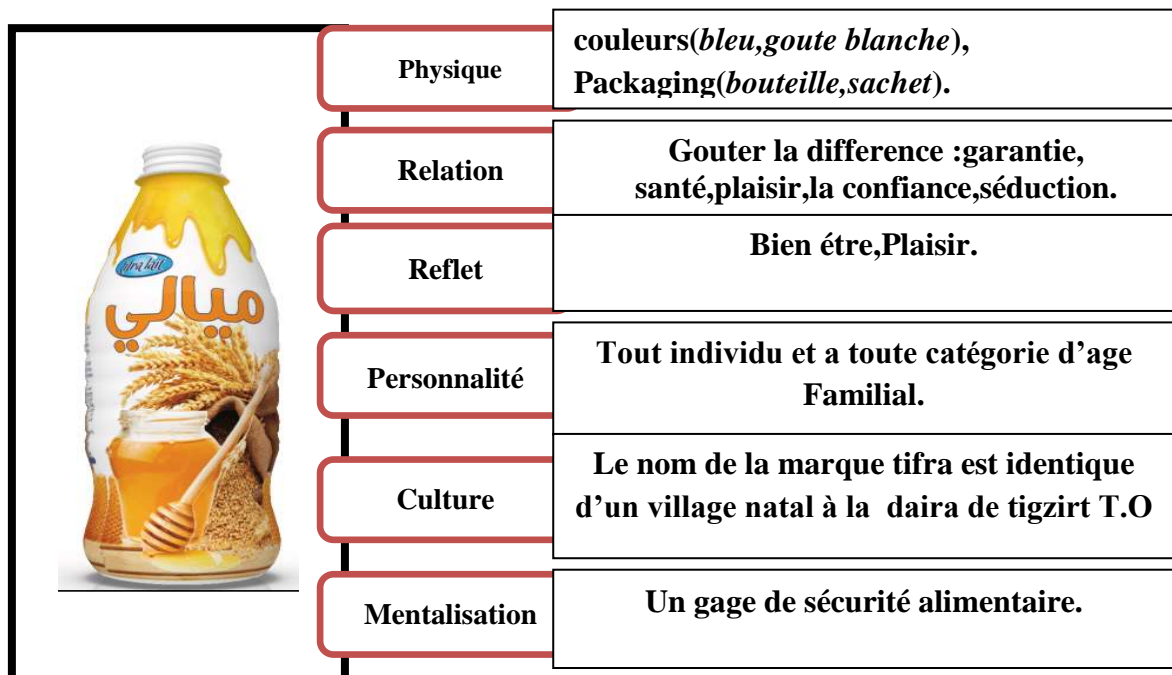 Physique
couleurs(bleu,goute blanche),
Packaging(bouteille,sachet).
Relation
Gouter la difference :garantie,
santé,plaisir,la confiance,séduction.
Reflet
Bien étre,Plaisir.
Personnalité
Tout individu et a toute catégorie d’age
Familial.
Culture
Le nom de la marque tifra est identique
d’un village natal à la daira de tigzirt T.O
Mentalisation
Un gage de sécurité alimentaire.
tifra lait
ميالي